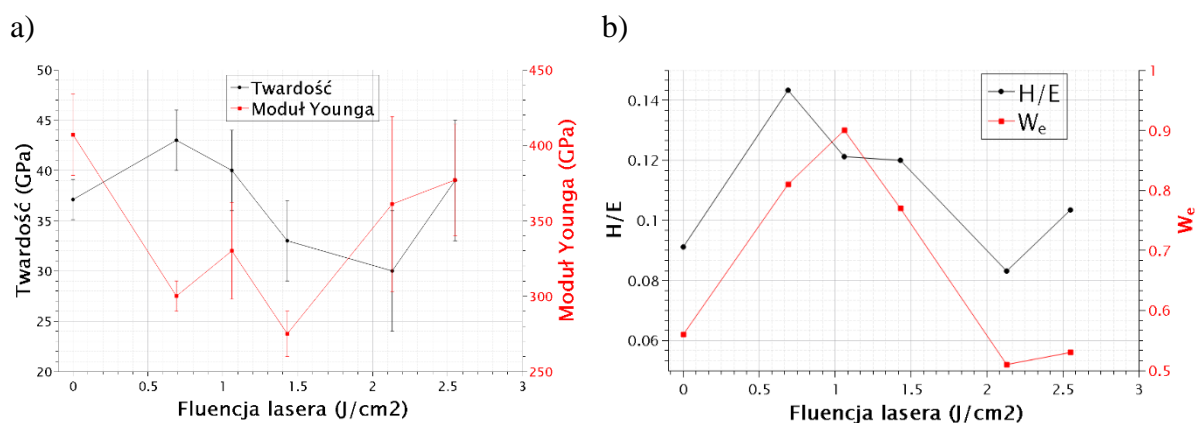 a)
50
45
40
35
30
25
20
Twardość (GPa)
Twardość
Moduł Younga
450
400
350
300
250
Moduł Younga (GPa)
0 0.5 1 1.5 2 2.5 3
Fluencja lasera (J/cm2)
b)
0.14
0.12
0.1
0.08
0.06
H/E
H/E
We
1
0.9
0.8
0.7
0.6
0.5
We
0 0.5 1 1.5 2 2.5 3
Fluencja lasera (J/cm2)